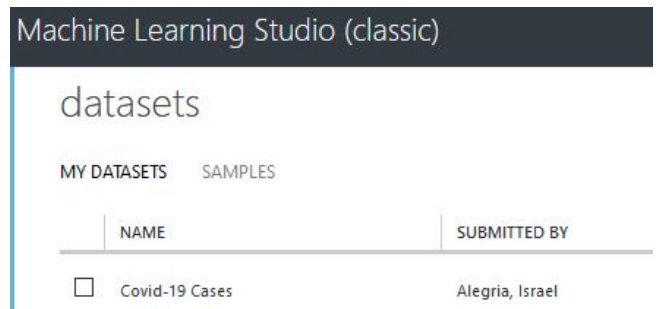 Machine Learning Studio (classic)
datasets
MY DATASETS SAMPLES
NAME SUBMITTED BY
Covid-19 Cases Alegria, Israel